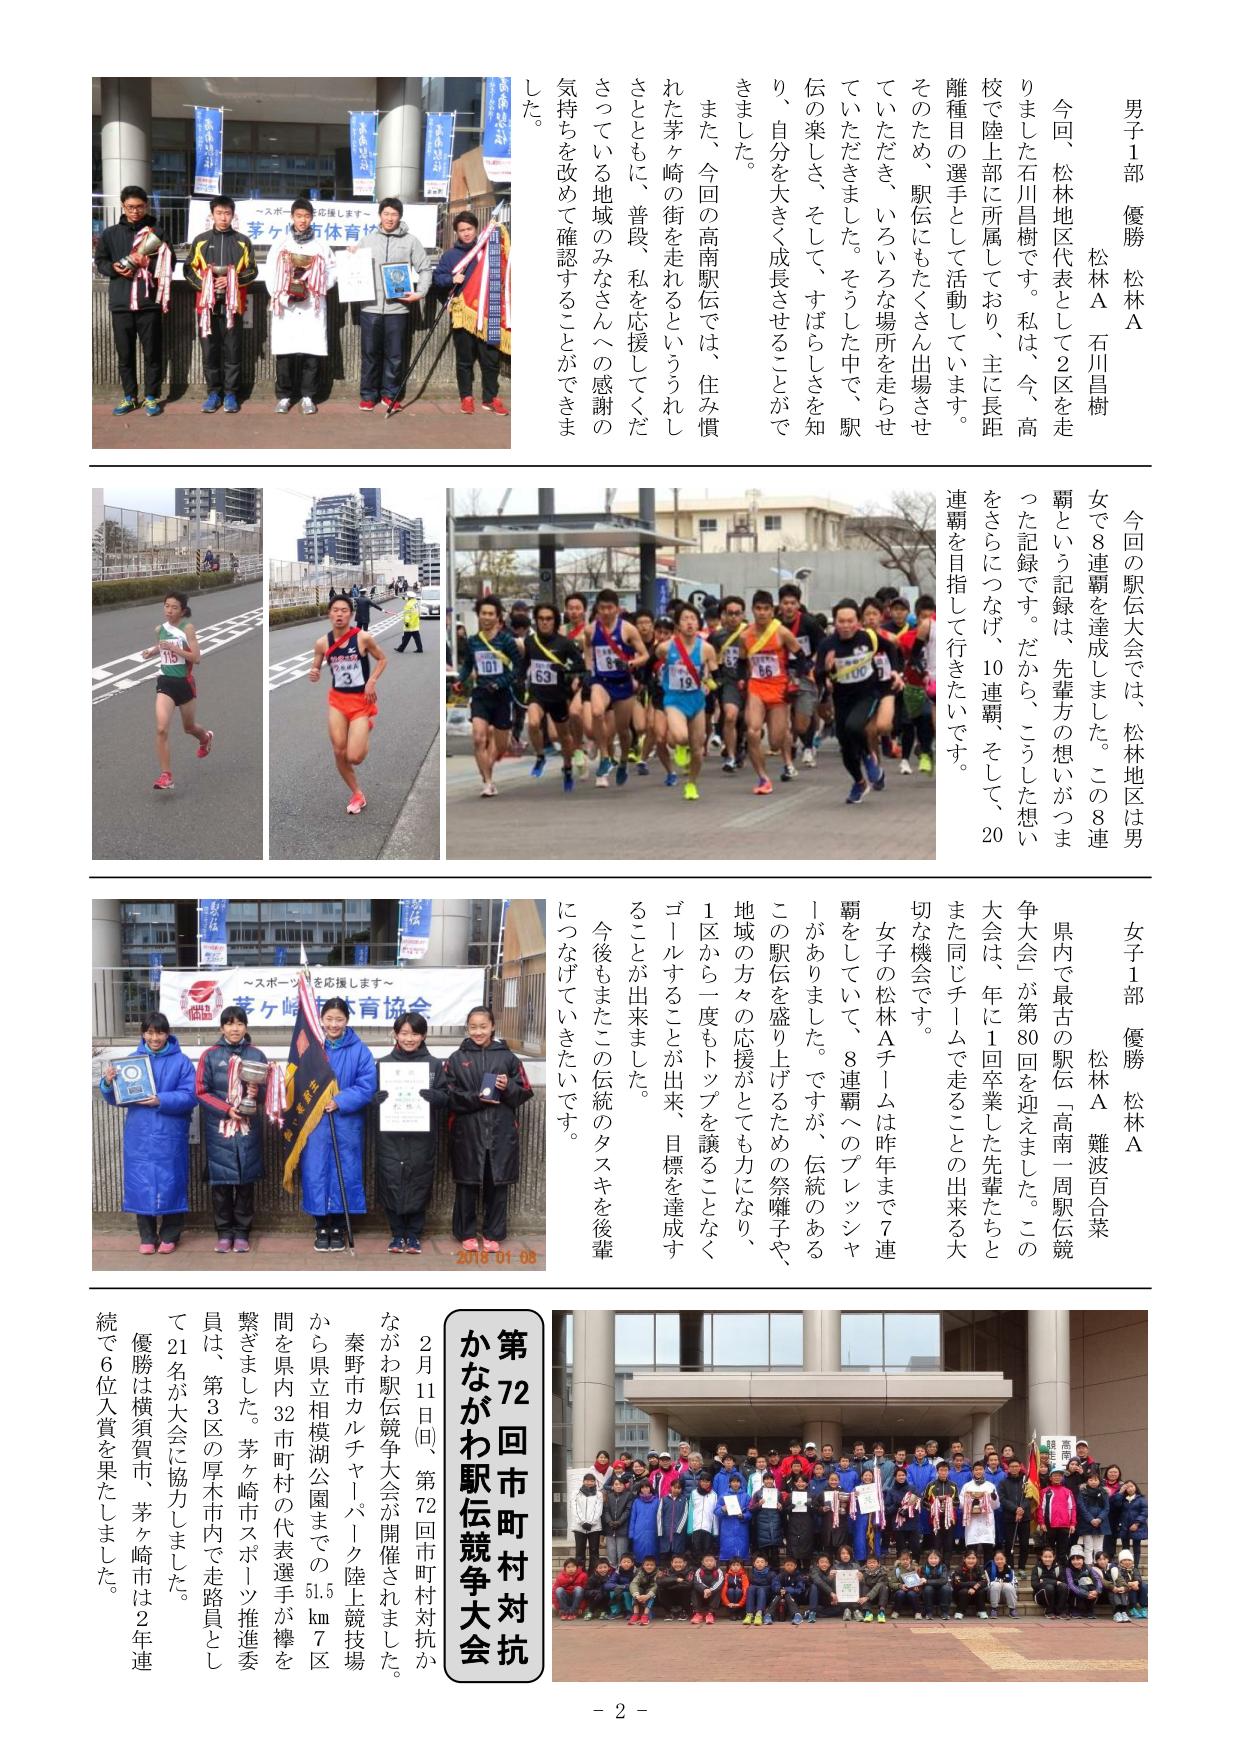 男子1部　優勝　松林A
松林A　石川昌樹
今回、松林地区代表として2区を走
りました石川昌樹です。私は、今、高
校で陸上部に所属しており、主に長距
離種目の選手として活動しています。
そのため、駅伝にもたくさん出場させ
ていただき、いろいろな場所を走らせ
ていただきました。そうした中で、駅
伝の楽しさ、そして、すばらしさを知
り、自分を大きく成長させることがで
きました。
また、今回の高南駅伝では、住み慣
れた茅ヶ崎の街を走れるといううれし
さとともに、普段、私を応援してくだ
さっている地域のみなさんへの感謝の
気持ちを改めて確認することができま
した。
高南駅伝
～スポーツを応援します～
茅ヶ崎市体育協
今回の駅伝大会では、松林地区は男
女で8連覇を達成しました。この8連
覇という記録は、先輩方の想いがつま
った記録です。だから、こうした想い
をさらにつなげ、10連覇、そして、20
連覇を目指して行きたいです。
101
63
8
19
62
66
100
3
115
女子1部　優勝　松林A
松林A　難波百合菜
県内で最古の駅伝「高南一周駅伝競
争大会」が第80回を迎えました。この
大会は、年に1回卒業した先輩たちと
また同じチームで走ることの出来る大
切な機会です。
女子の松林Aチームは昨年まで7連
覇をしていて、8連覇へのプレッシャ
ーがありました。ですが、伝統のある
この駅伝を盛り上げるための祭囃子や、
地域の方々の応援がとても力になり、
1区から一度もトップを譲ることなく
ゴールすることが出来、目標を達成す
ることが出来ました。
今後もまたこの伝統のタスキを後輩
につなげていきたいです。
～スポーツを応援します～
茅ヶ崎市体育協会
2018 01 08
第72回市町村対抗
かながわ駅伝競争大会
2月11日(日)、第72回市町村対抗か
ながわ駅伝競争大会が開催されました。
秦野市カルチャーパーク陸上競技場
から県立相模湖公園までの51.5km7区
間を県内32市町村の代表選手が襷を
繋ぎました。茅ヶ崎市スポーツ推進委
員は、第3区の厚木市内で走路員とし
て21名が大会に協力しました。
優勝は横須賀市、茅ヶ崎市は2年連
続で6位入賞を果たしました。
- 2 -